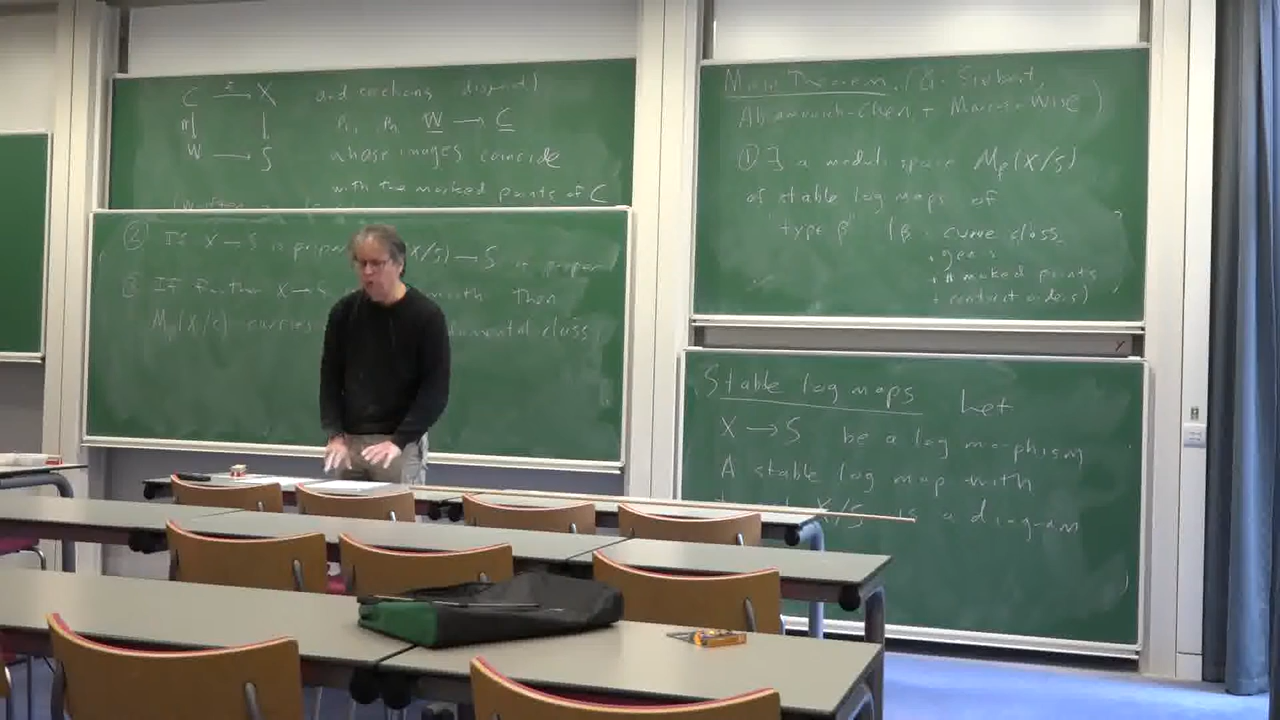 Stable log maps Let
X → S be a log morphism
A stable log map with
X/S is a diagram
C → X and sections disjoint)
p1, pn W → C
W → S whose images coincide
with the marked points of C
Main Theorem (G - Siebert,
Abramovich-Chen + Marcus-Wise)
① ∃ a moduli space Mβ(X/S)
of stable log maps of
"type β" (β: curve class,
genus
# marked points
+ contact orders)
② If X → S is proper X/S) → S is proper
③ If further X → S smooth then
Mβ(X/S) carries fundamental class